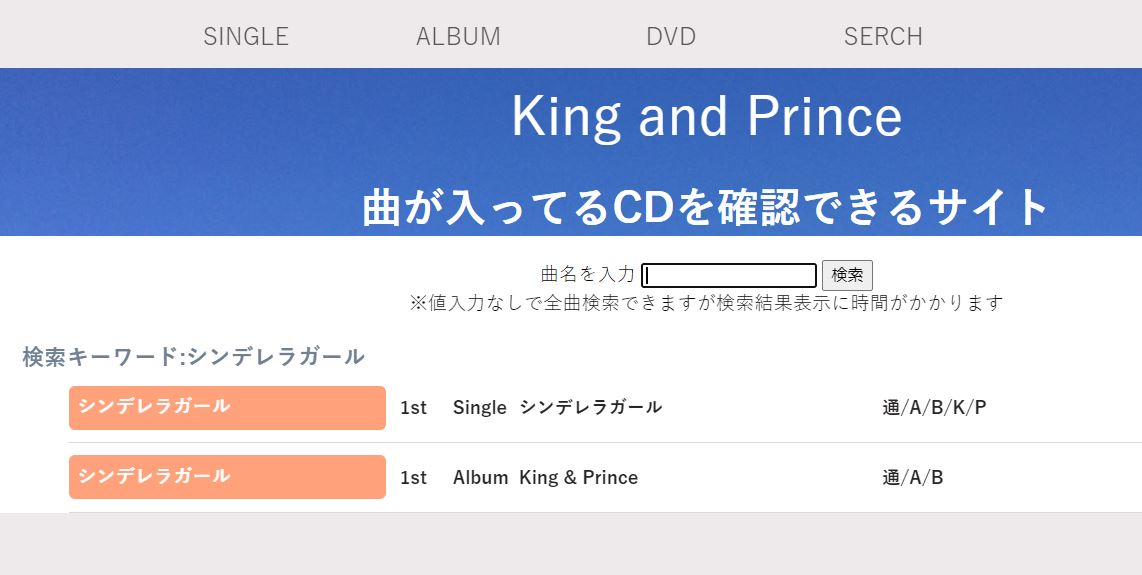 SINGLE ALBUM DVD SERCH
King and Prince
曲が入ってるCDを確認できるサイト
曲名を入力 検索
※値入力なしで全曲検索できますが検索結果表示に時間がかかります
検索キーワード:シンデレラガール
シンデレラガール 1st Single シンデレラガール 通/A/B/K/P
シンデレラガール 1st Album King & Prince 通/A/B